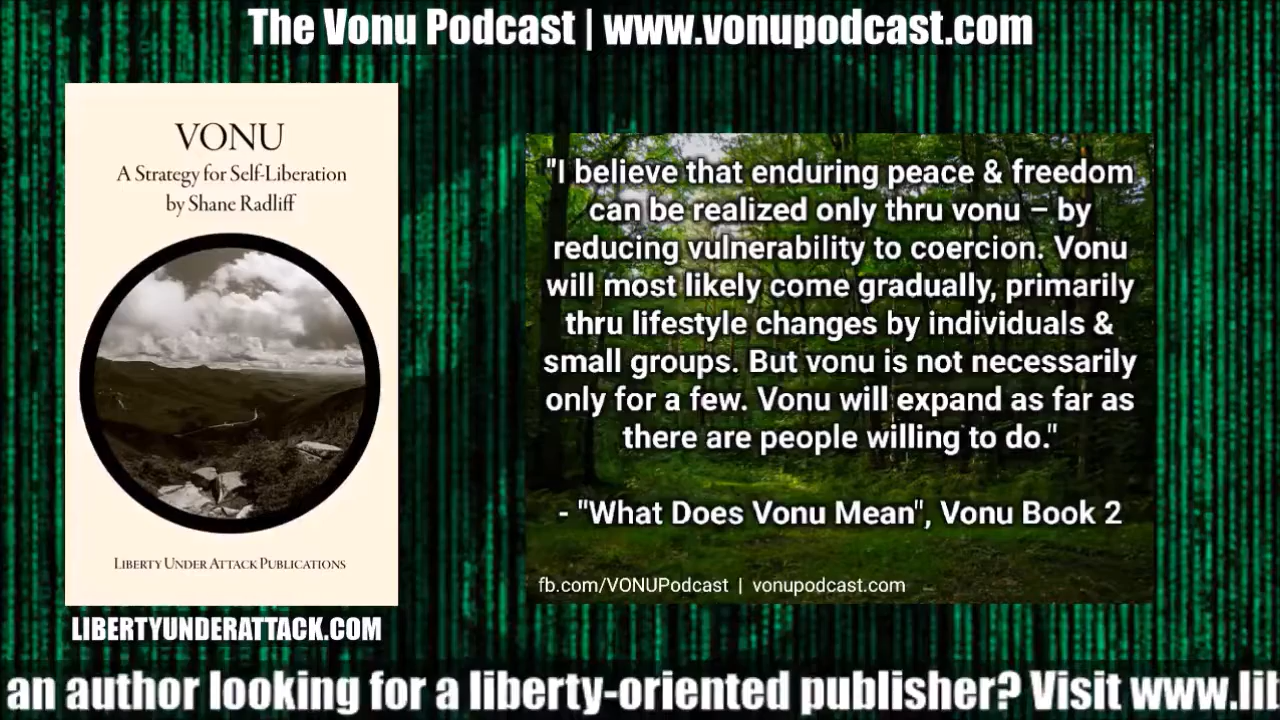 The Vonu Podcast | www.vonupodcast.com
VONU
A Strategy for Self-Liberation
by Shane Radliff
LIBERTY UNDER ATTACK PUBLICATIONS
LIBERTYUNDERATTACK.COM
"I believe that enduring peace & freedom
can be realized only thru vonu – by
reducing vulnerability to coercion. Vonu
will most likely come gradually, primarily
thru lifestyle changes by individuals &
small groups. But vonu is not necessarily
only for a few. Vonu will expand as far as
there are people willing to do."
- "What Does Vonu Mean", Vonu Book 2
fb.com/VONUPodcast | vonupodcast.com
an author looking for a liberty-oriented publisher? Visit www.lib